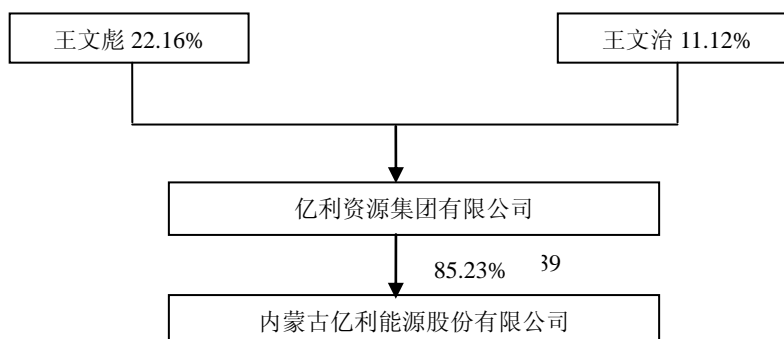 王文彪 22.16%
王文治 11.12%
亿利资源集团有限公司
85.23%
39
内蒙古亿利能源股份有限公司